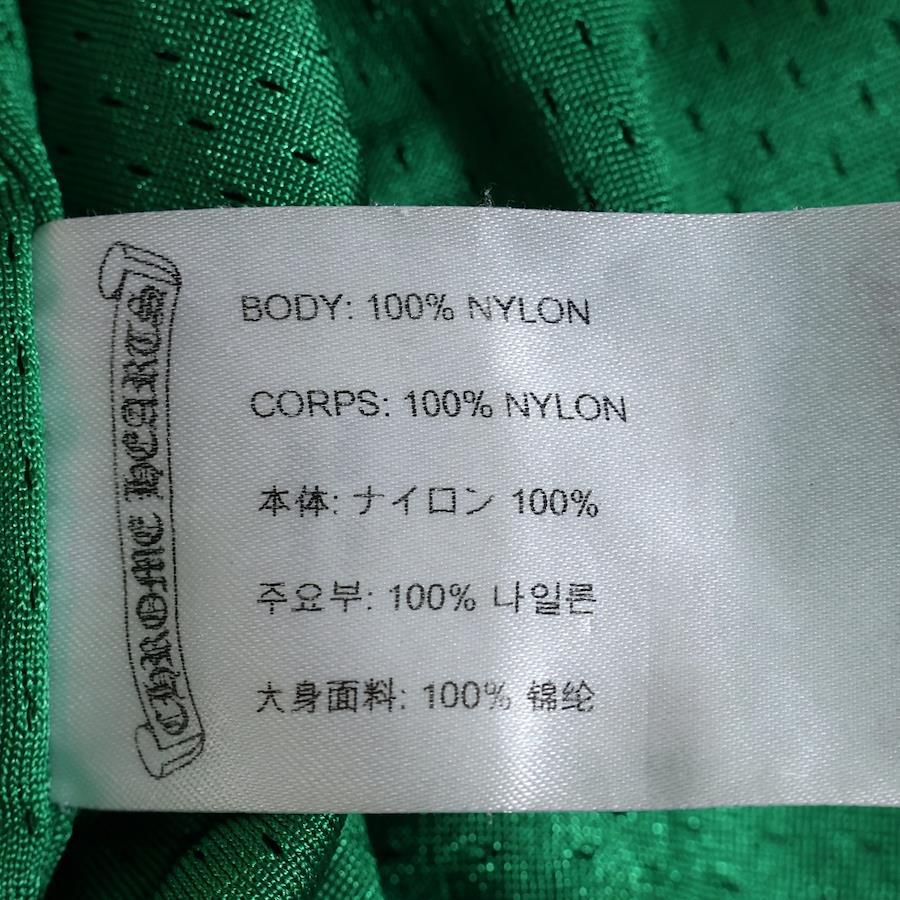 CHROME HEARTS
BODY: 100% NYLON
CORPS: 100% NYLON
本体: ナイロン 100%
주요부: 100% 나일론
大身面料: 100% 锦纶